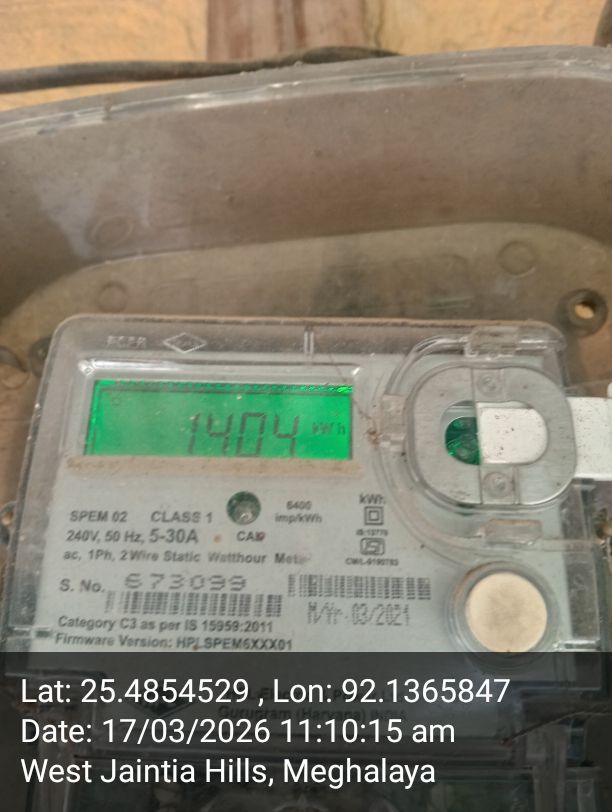 1404 kWh
SPEM 02 CLASS 1 6400 imp/kWh
kWh
240V, 50 Hz, 5-30A CAL
ac, 1Ph, 2 Wire Static Watthour Meter
IS:13779
S. No. 673099
M/Yr. 03/2021
Category C3 as per IS 15959:2011
Firmware Version: HPLSPEM6XXX01
Lat: 25.4854529 , Lon: 92.1365847
Date: 17/03/2026 11:10:15 am
West Jaintia Hills, Meghalaya